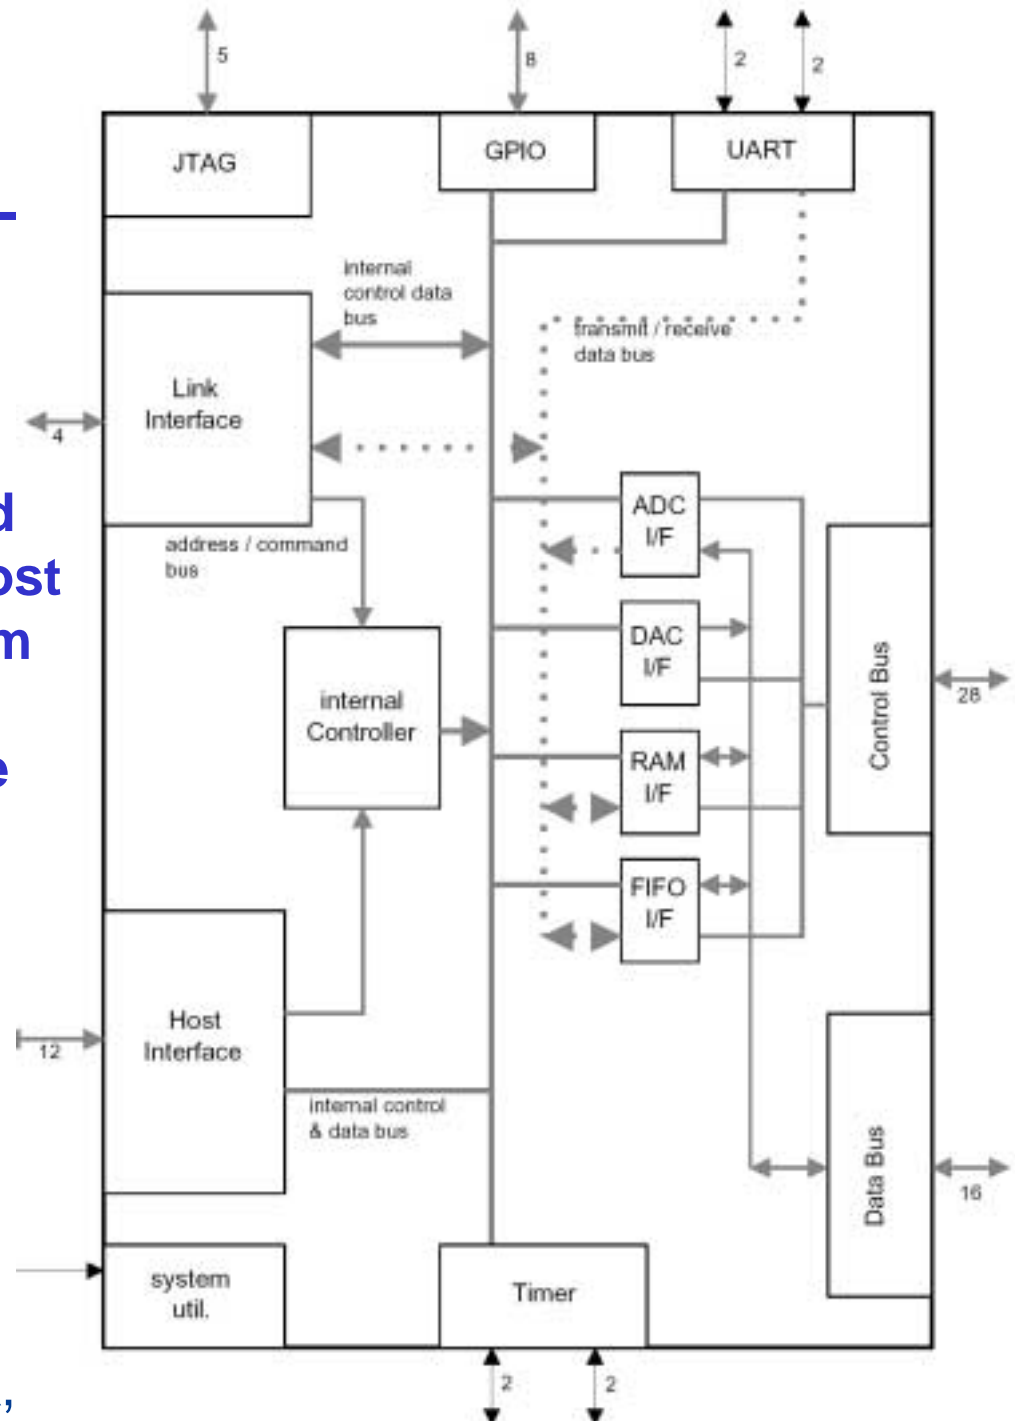 5
8
2
2
JTAG
GPIO
UART
internal
control data
bus
transmit / receive
data bus
Link
Interface
4
address / command
bus
ADC
I/F
DAC
I/F
internal
Controller
RAM
I/F
FIFO
I/F
Control Bus
28
Host
Interface
12
internal control
& data bus
Data Bus
16
system
util.
Timer
2
2